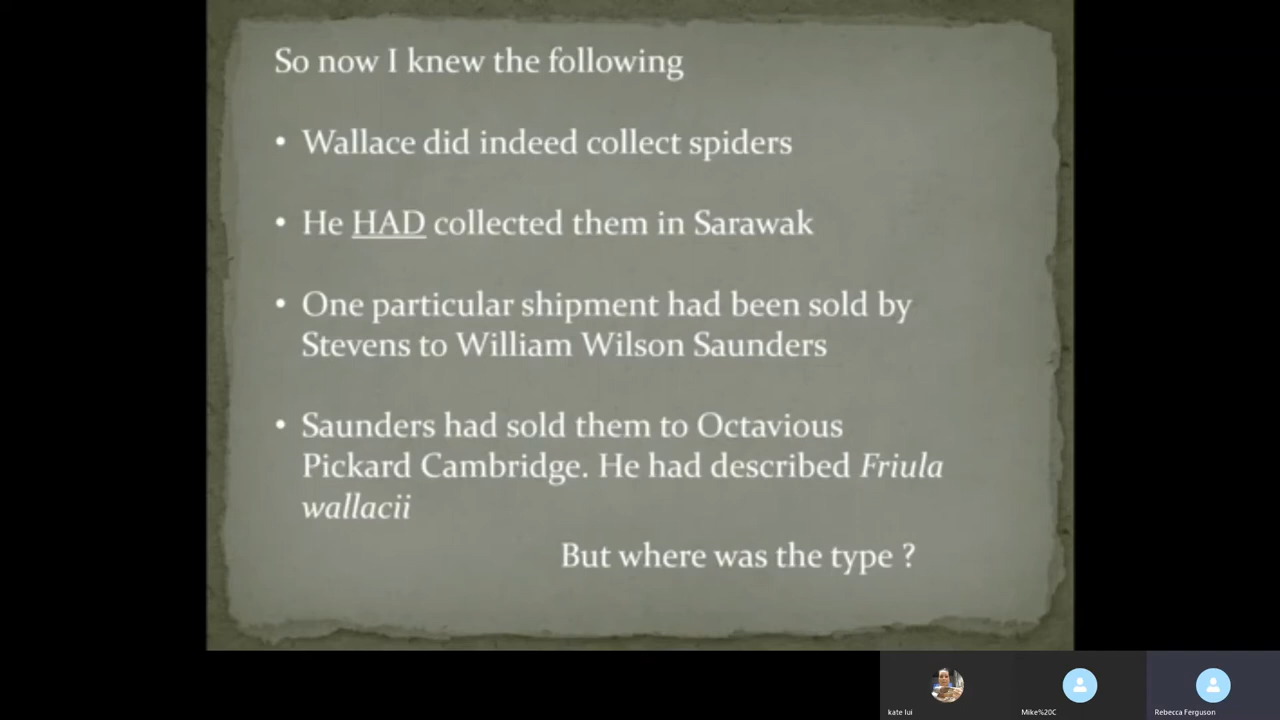 So now I knew the following
• Wallace did indeed collect spiders
• He HAD collected them in Sarawak
• One particular shipment had been sold by
Stevens to William Wilson Saunders
• Saunders had sold them to Octavious
Pickard Cambridge. He had described Friula
wallacii
But where was the type ?
kate lui
Mike%20C
Rebecca Ferguson